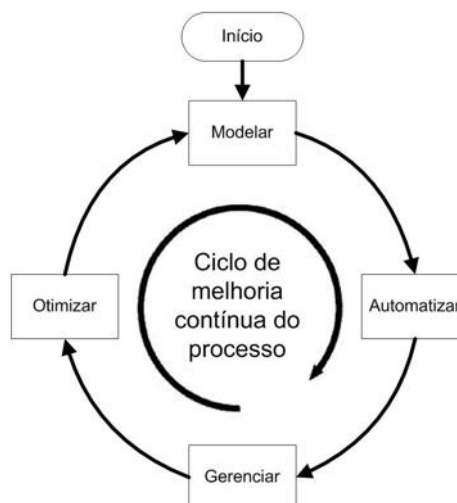 Início
Modelar
Ciclo de
melhoria
contínua do
processo
Otimizar
Automatizar
Gerenciar